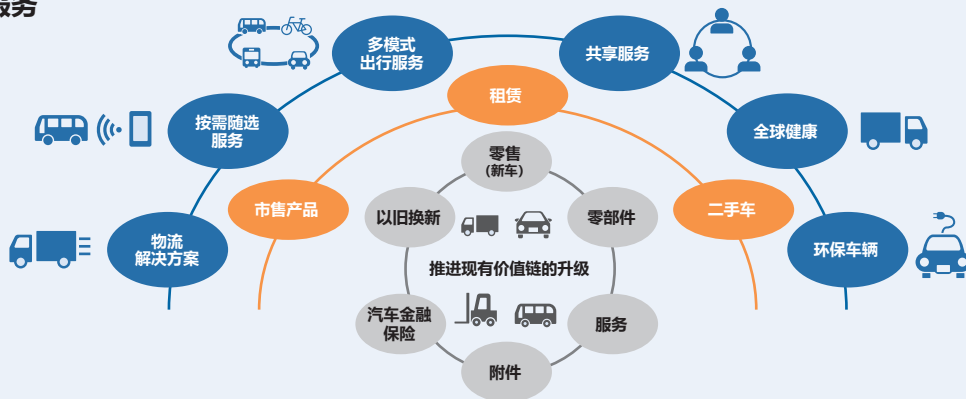 服务
多模式
出行服务
共享服务
租赁
按需随选
服务
全球健康
零售
(新车)
市售产品
以旧换新
零部件
二手车
物流
解决方案
环保车辆
推进现有价值链的升级
汽车金融
保险
服务
附件